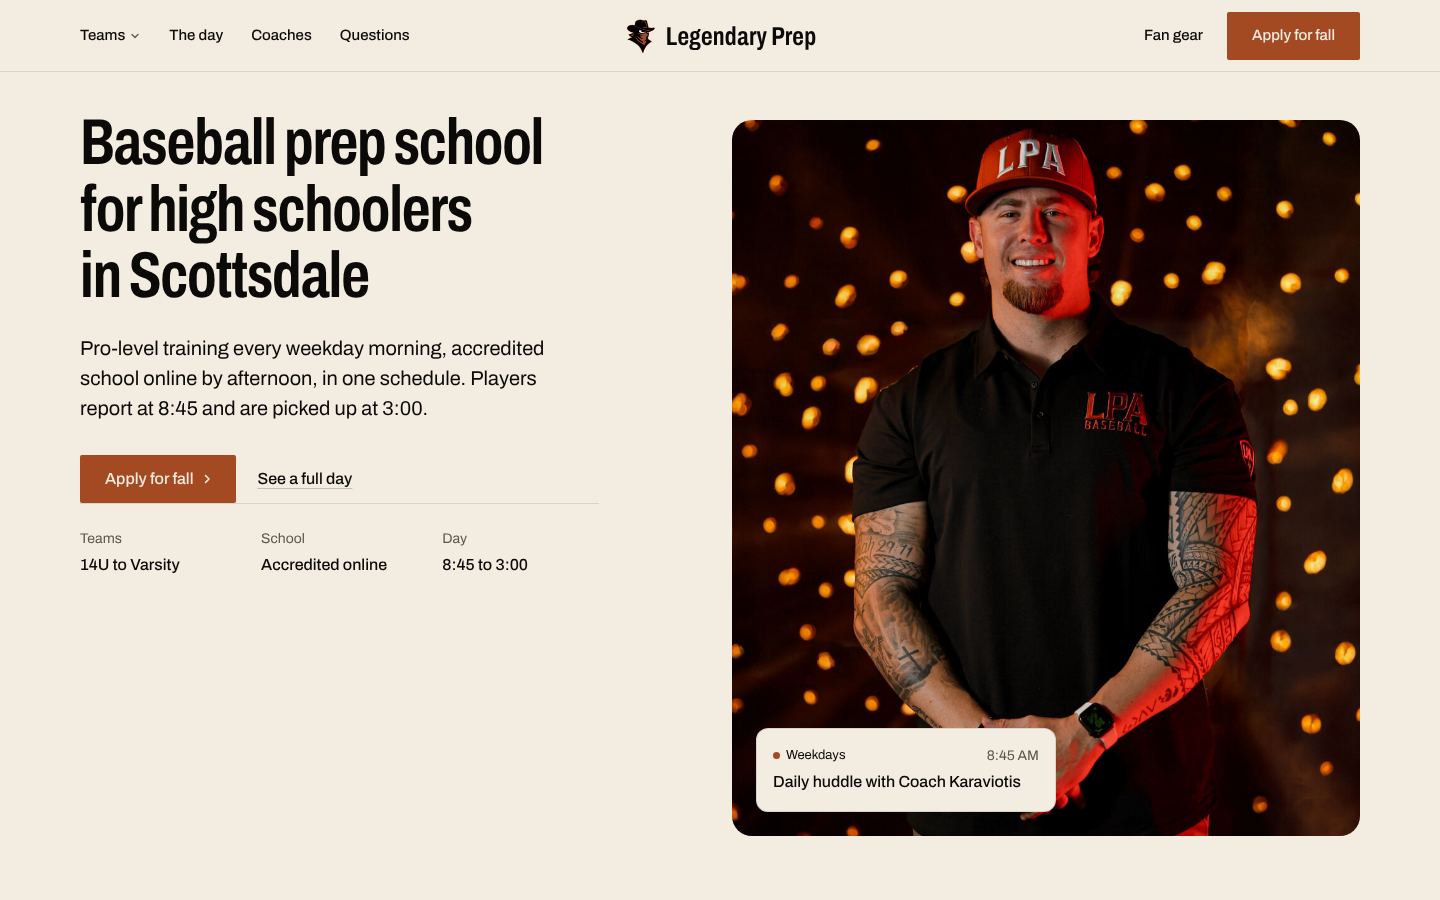 Teams
The day
Coaches
Questions
Legendary Prep
Fan gear
Apply for fall
Baseball prep school
for high schoolers
in Scottsdale
Pro-level training every weekday morning, accredited
school online by afternoon, in one schedule. Players
report at 8:45 and are picked up at 3:00.
Apply for fall
See a full day
Teams
14U to Varsity
School
Accredited online
Day
8:45 to 3:00
LPA
LPA
BASEBALL
Weekdays
8:45 AM
Daily huddle with Coach Karaviotis